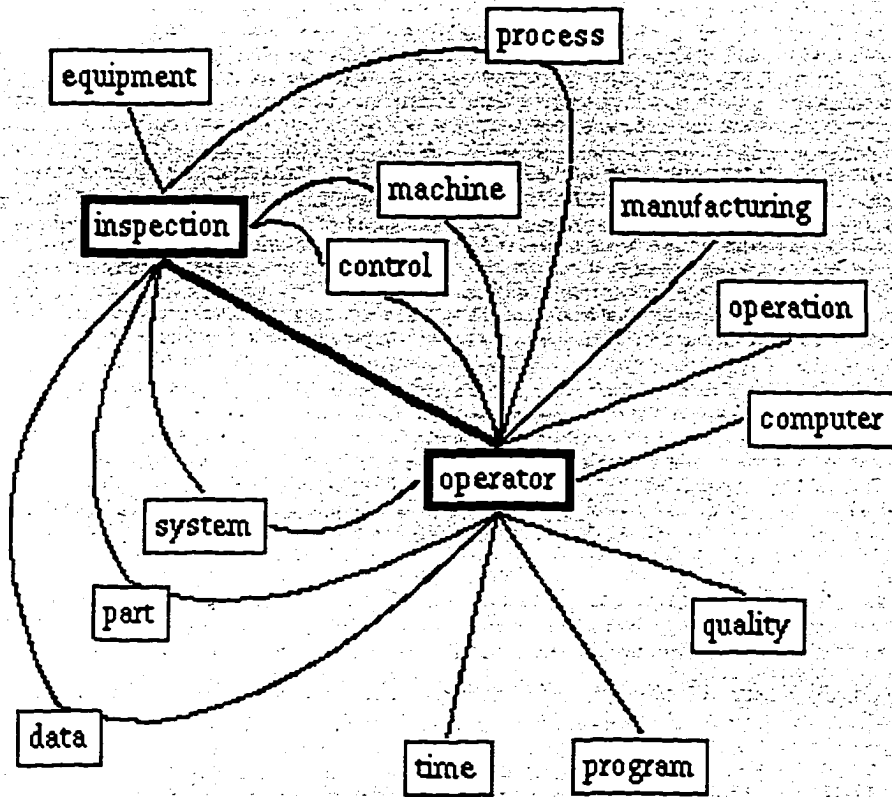 process
equipment
machine
manufacturing
inspection
control
operation
computer
operator
system
part
quality
data
time
program